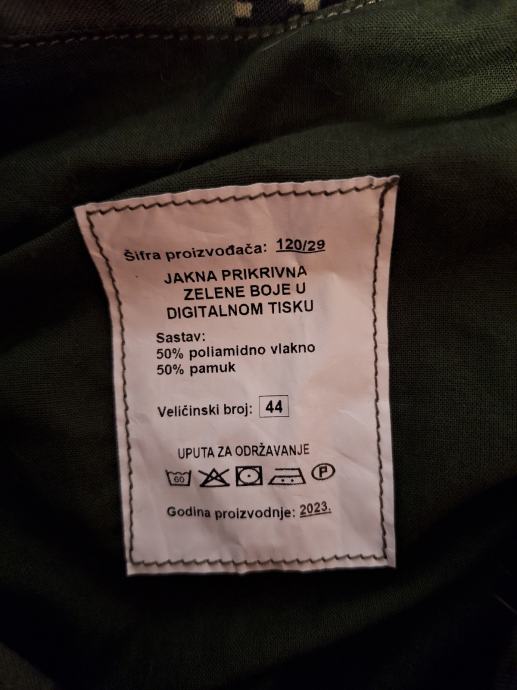 Šifra proizvođača: 120/29
JAKNA PRIKRIVNA
ZELENE BOJE U
DIGITALNOM TISKU
Sastav:
50% poliamidno vlakno
50% pamuk
Veličinski broj: 44
UPUTA ZA ODRŽAVANJE
60 P
Godina proizvodnje: 2023.